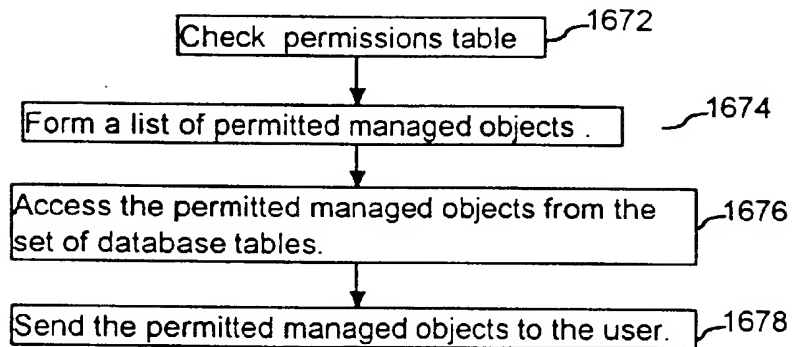 Check permissions table
1672
Form a list of permitted managed objects .
1674
Access the permitted managed objects from the
set of database tables.
1676
Send the permitted managed objects to the user.
1678